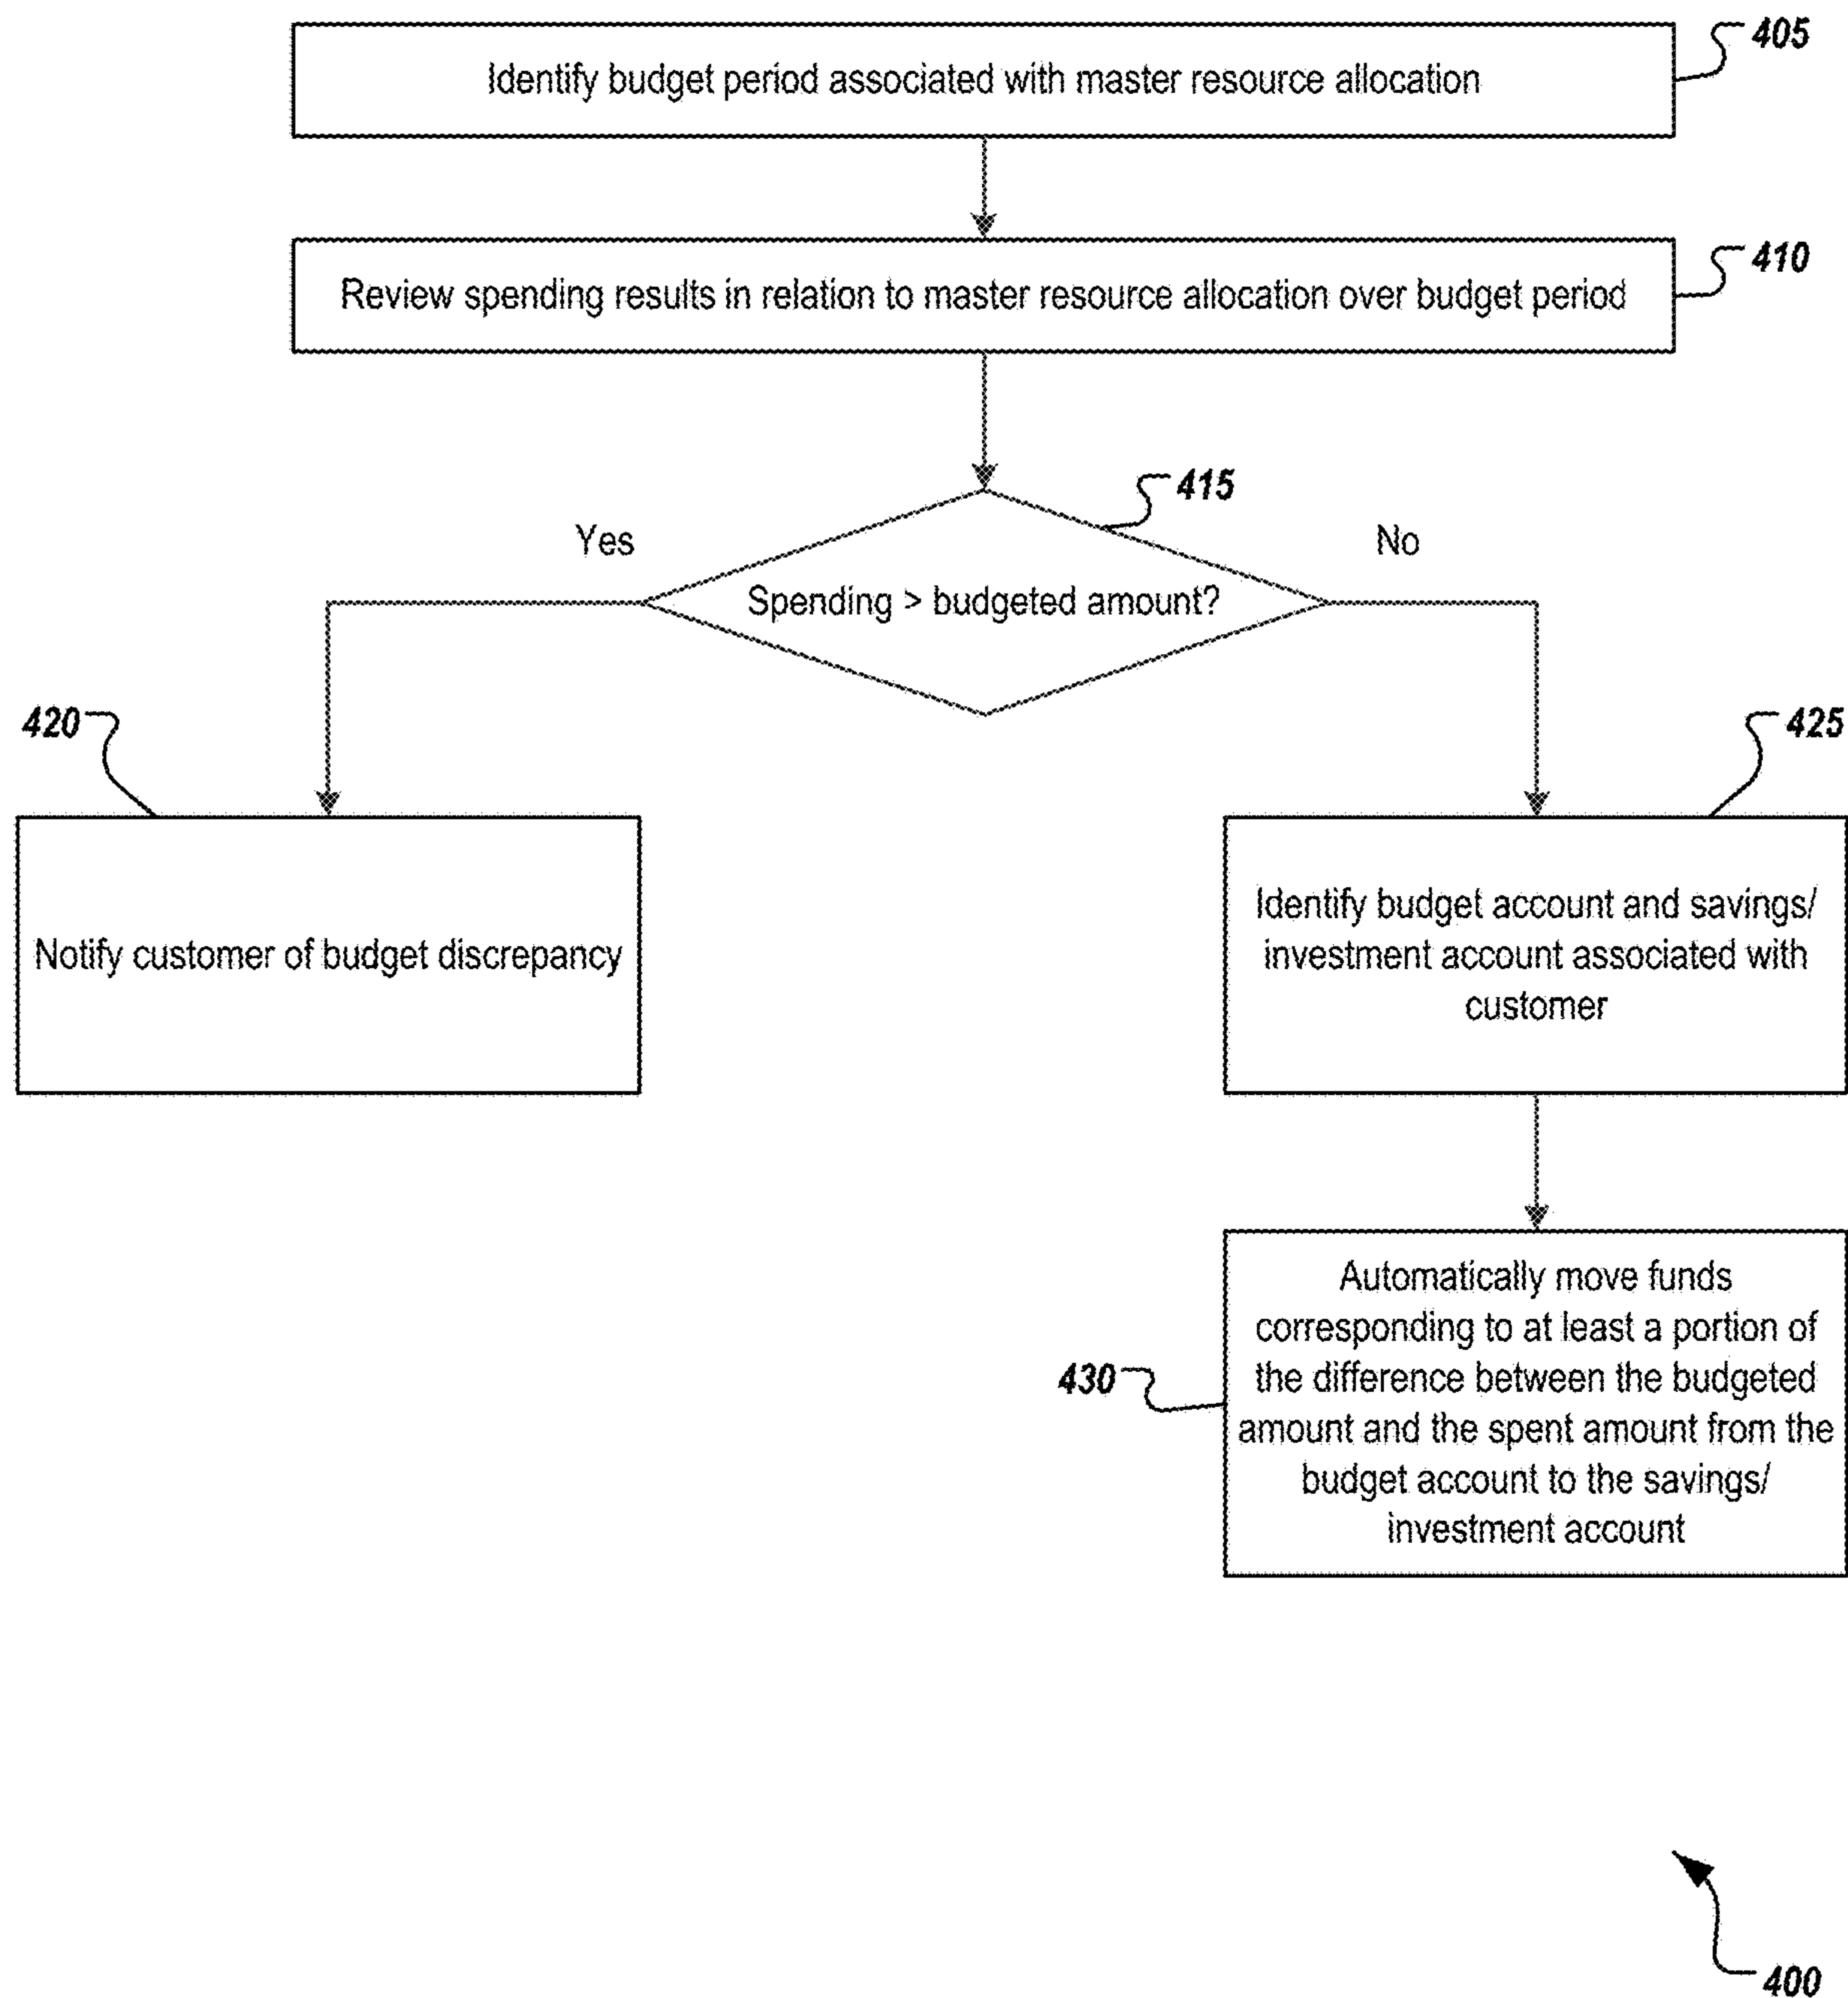 405
Identify budget period associated with master resource allocation
410
Review spending results in relation to master resource allocation over budget period
415
Yes
No
Spending > budgeted amount?
420
425
Notify customer of budget discrepancy
Identify budget account and savings/
investment account associated with
customer
430
Automatically move funds
corresponding to at least a portion of
the difference between the budgeted
amount and the spent amount from the
budget account to the savings/
investment account
400